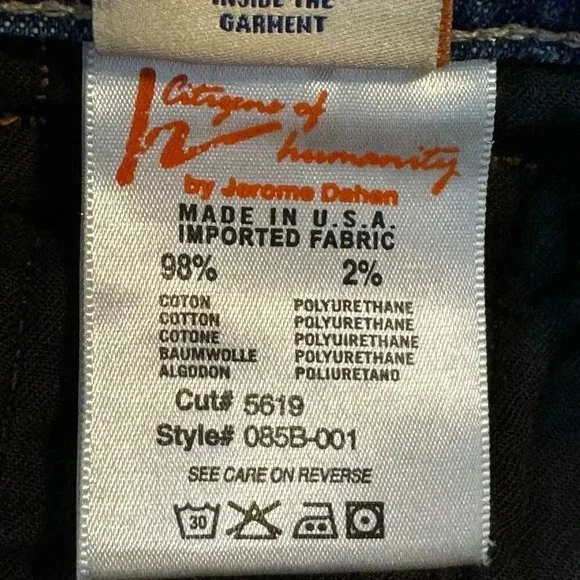 INSIDE THE
GARMENT
Citizens of
humanity
by Jerome Dahan
MADE IN U.S.A.
IMPORTED FABRIC
98% 2%
COTON POLYURETHANE
COTTON POLYURETHANE
COTONE POLYUIRETHANE
BAUMWOLLE POLYURETHANE
ALGODON POLIURETANO
Cut# 5619
Style# 085B-001
SEE CARE ON REVERSE
30